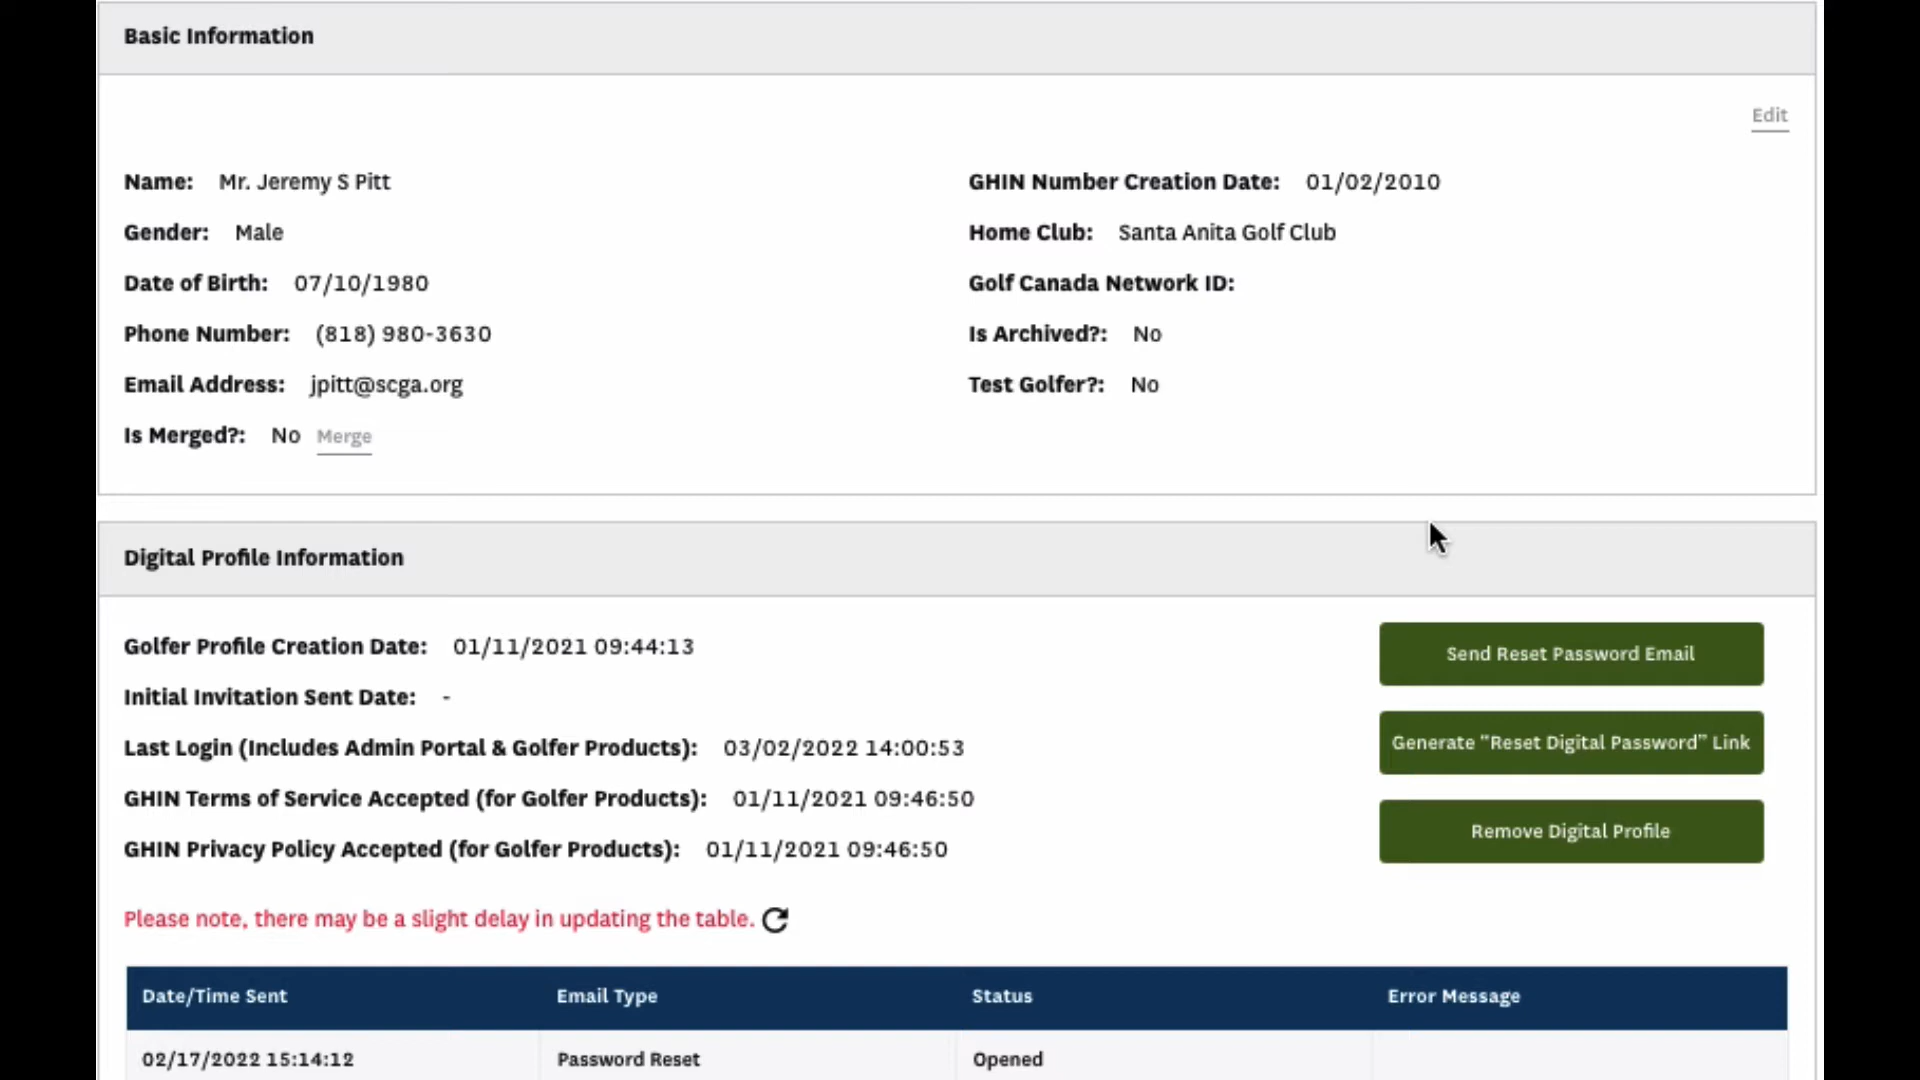 Basic Information
Edit
Name: Mr. Jeremy S Pitt
GHIN Number Creation Date: 01/02/2010
Gender: Male
Home Club: Santa Anita Golf Club
Date of Birth: 07/10/1980
Golf Canada Network ID:
Phone Number: (818) 980-3630
Is Archived?: No
Email Address: jpitt@scga.org
Test Golfer?: No
Is Merged?: No Merge
Digital Profile Information
Golfer Profile Creation Date: 01/11/2021 09:44:13
Send Reset Password Email
Initial Invitation Sent Date: -
Last Login (Includes Admin Portal & Golfer Products): 03/02/2022 14:00:53
Generate “Reset Digital Password” Link
GHIN Terms of Service Accepted (for Golfer Products): 01/11/2021 09:46:50
Remove Digital Profile
GHIN Privacy Policy Accepted (for Golfer Products): 01/11/2021 09:46:50
Please note, there may be a slight delay in updating the table.
Date/Time Sent Email Type Status Error Message
02/17/2022 15:14:12 Password Reset Opened